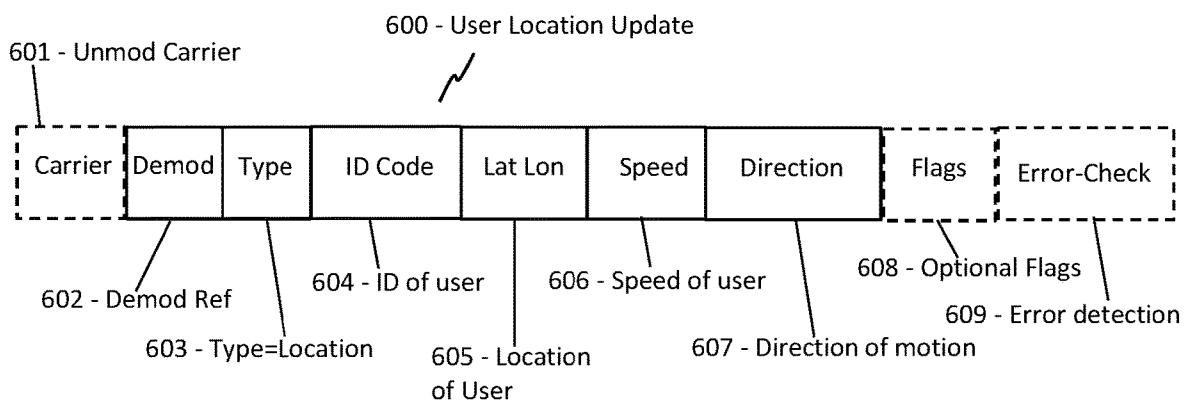 600 - User Location Update
601 - Unmod Carrier
Carrier
Demod
Type
ID Code
Lat Lon
Speed
Direction
Flags
Error-Check
602 - Demod Ref
603 - Type=Location
604 - ID of user
605 - Location
of User
606 - Speed of user
607 - Direction of motion
608 - Optional Flags
609 - Error detection